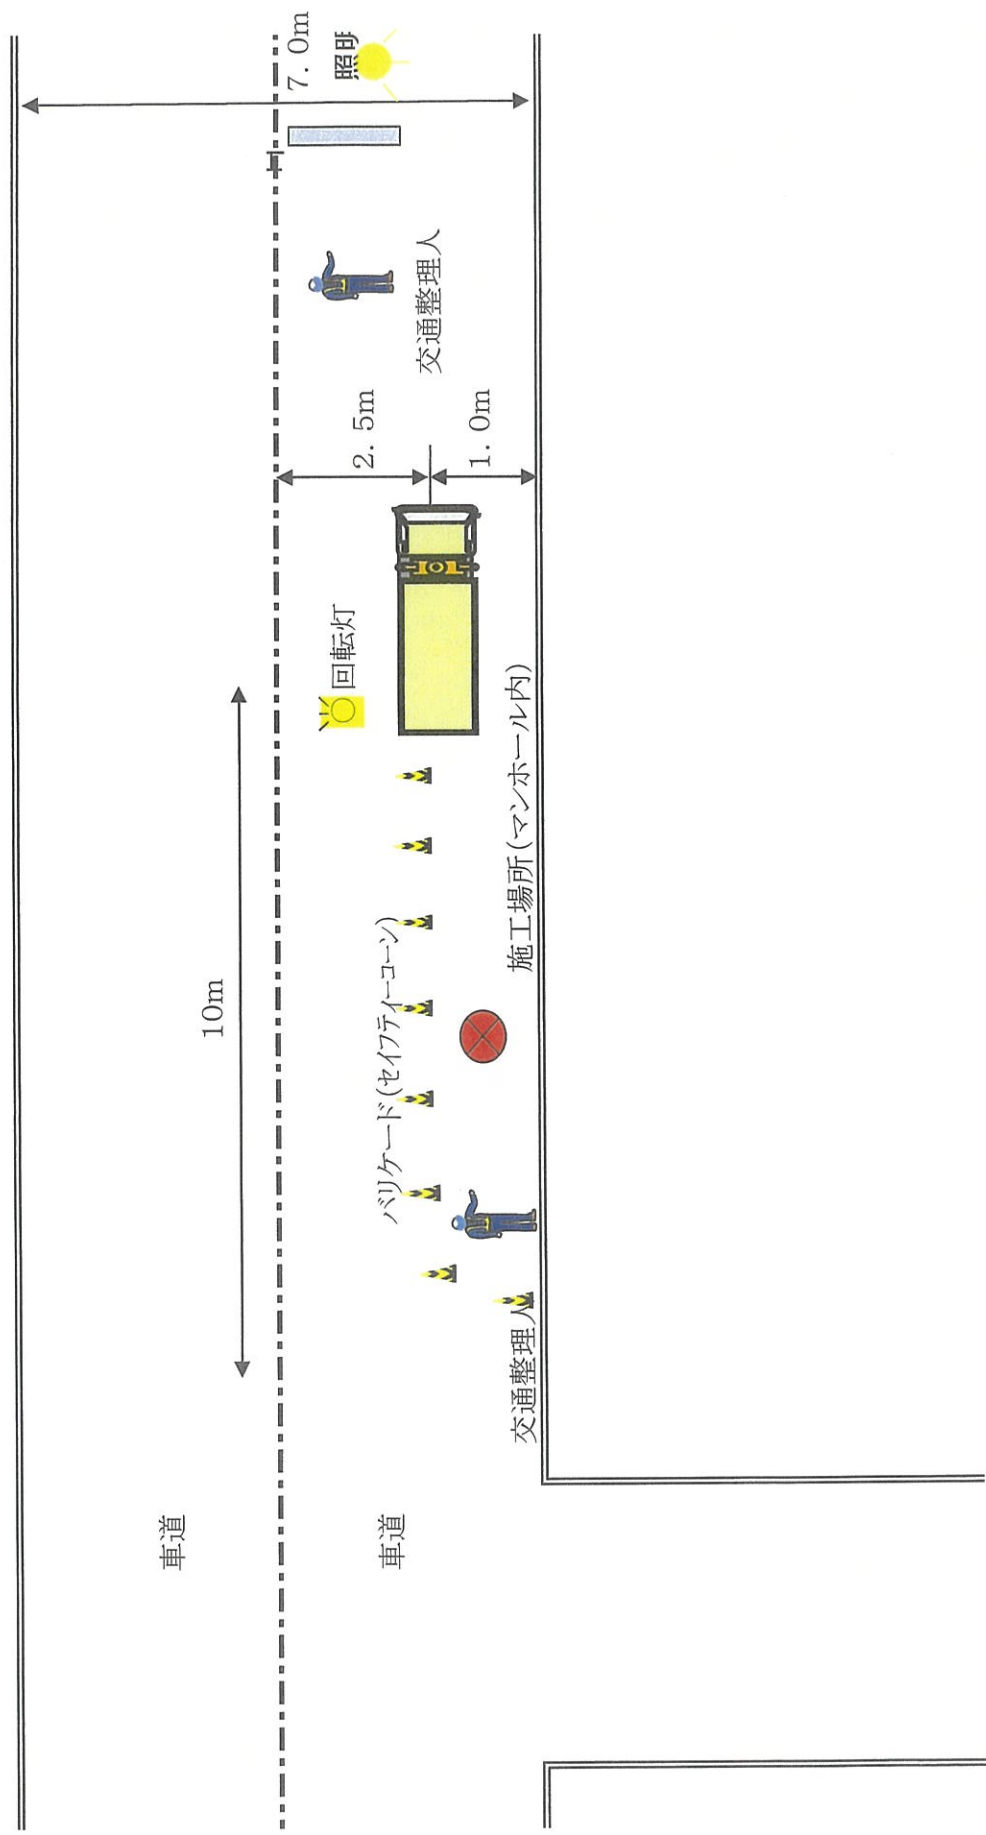 車道
車道
10m
交通整理人
バリケード(セイフティーコーン)
施工場所(マンホール内)
回転灯
2. 5m
1. 0m
交通整理人
7. 0m
照明